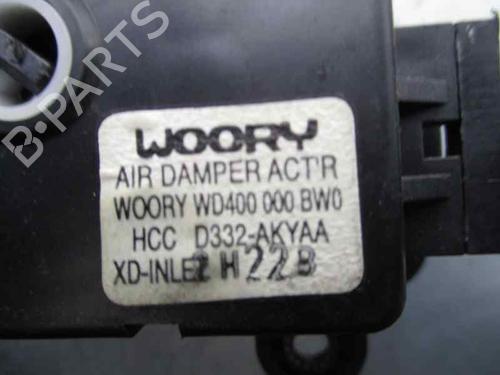 B-PARTS
WOORY
AIR DAMPER ACT'R
WOORY WD400 000 BW0
HCC D332-AKYAA
XD-INLET H22B